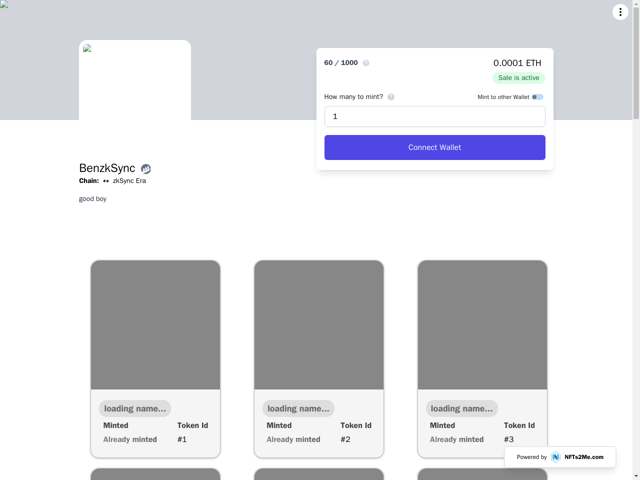 60 / 1000
0.0001 ETH
Sale is active
How many to mint?
Mint to other Wallet
1
Connect Wallet
BenzkSync
Chain: zkSync Era
good boy
loading name...
Minted Token Id
Already minted #1
loading name...
Minted Token Id
Already minted #2
loading name...
Minted Token Id
Already minted #3
Powered by NFTs2Me.com